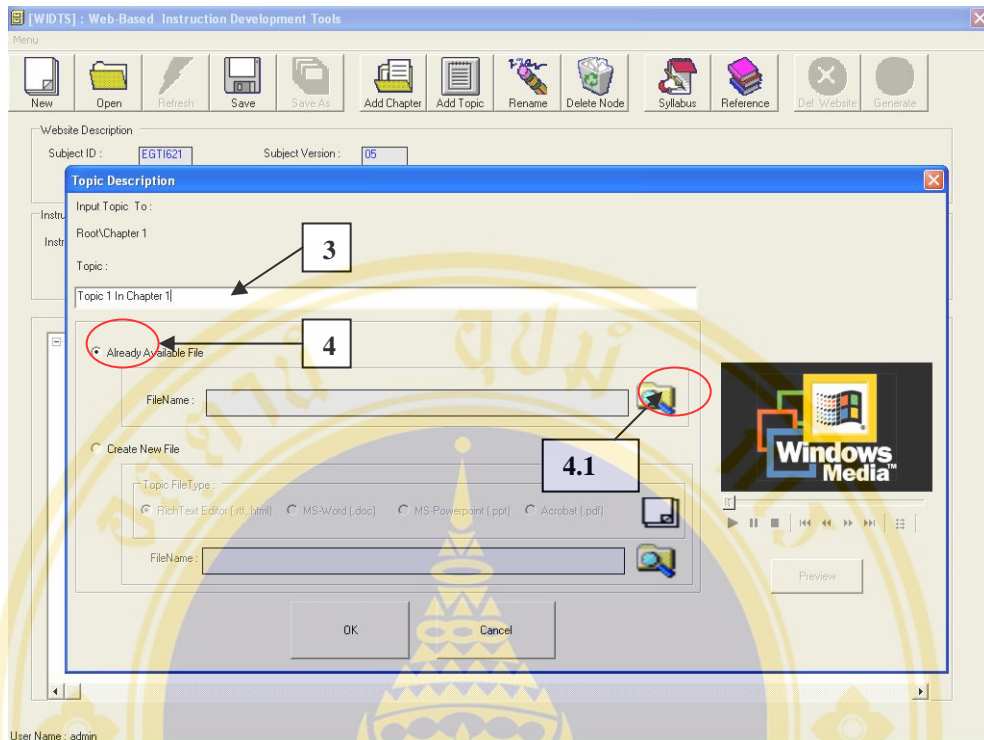 [WIDTS] : Web-Based Instruction Development Tools
Menu
New Open Refresh Save Save As Add Chapter Add Topic Rename Delete Node Syllabus Reference Del Website Generate
Website Description
Subject ID : EGTI621 Subject Version : 05
Topic Description
Input Topic To :
Instru
Root\Chapter 1
Instr
3
Topic :
Topic 1 In Chapter 1
4
Already Available File
FileName :
4.1
Windows
Media™
Create New File
Topic FileType :
RichText Editor (.rtf, .html) MS-Word (.doc) MS-Powerpoint (.ppt) Acrobat (.pdf)
FileName :
Preview
OK Cancel
User Name : admin